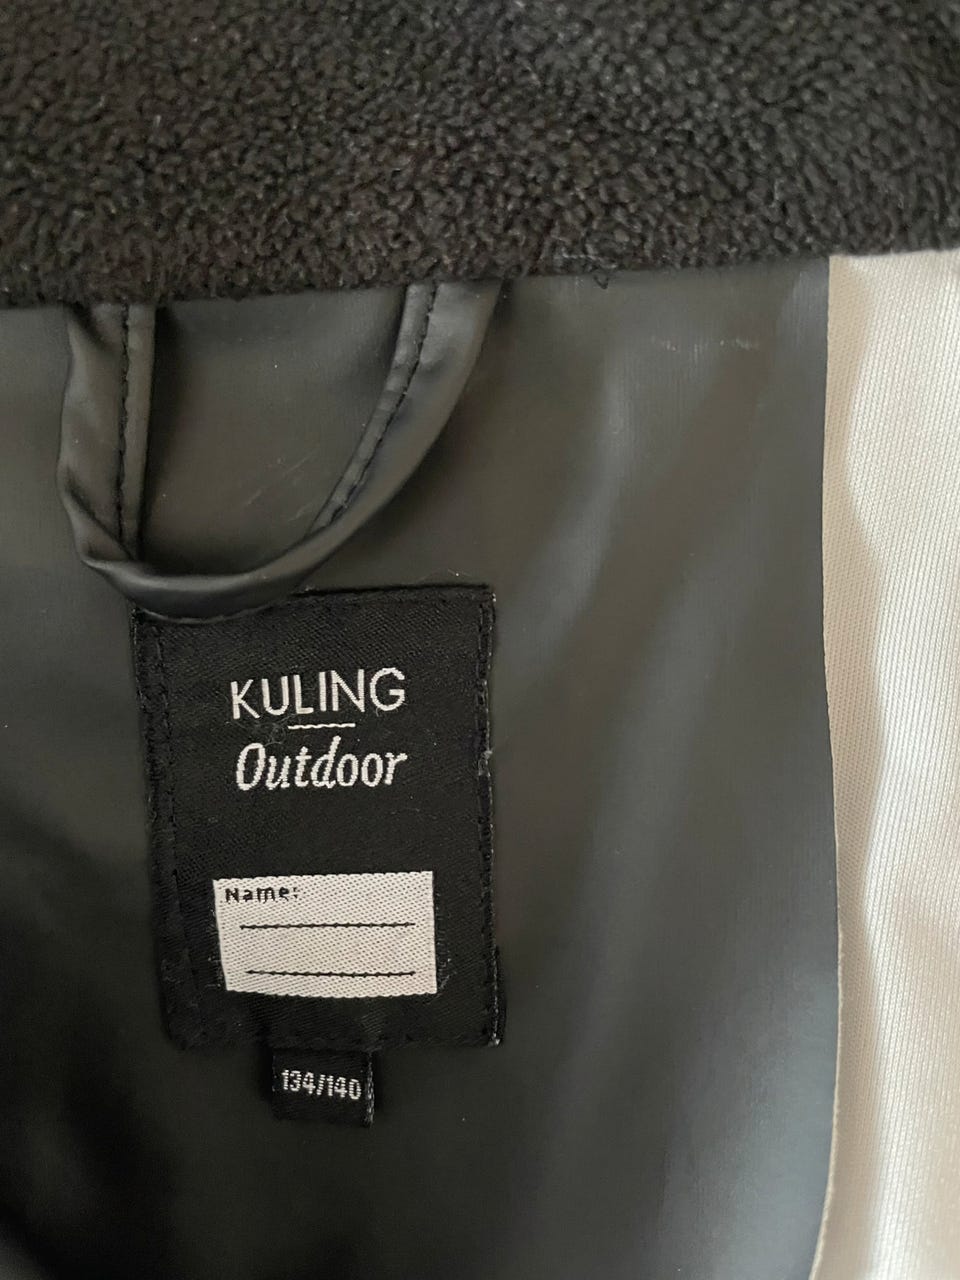 KULING
Outdoor
Name:
134/140